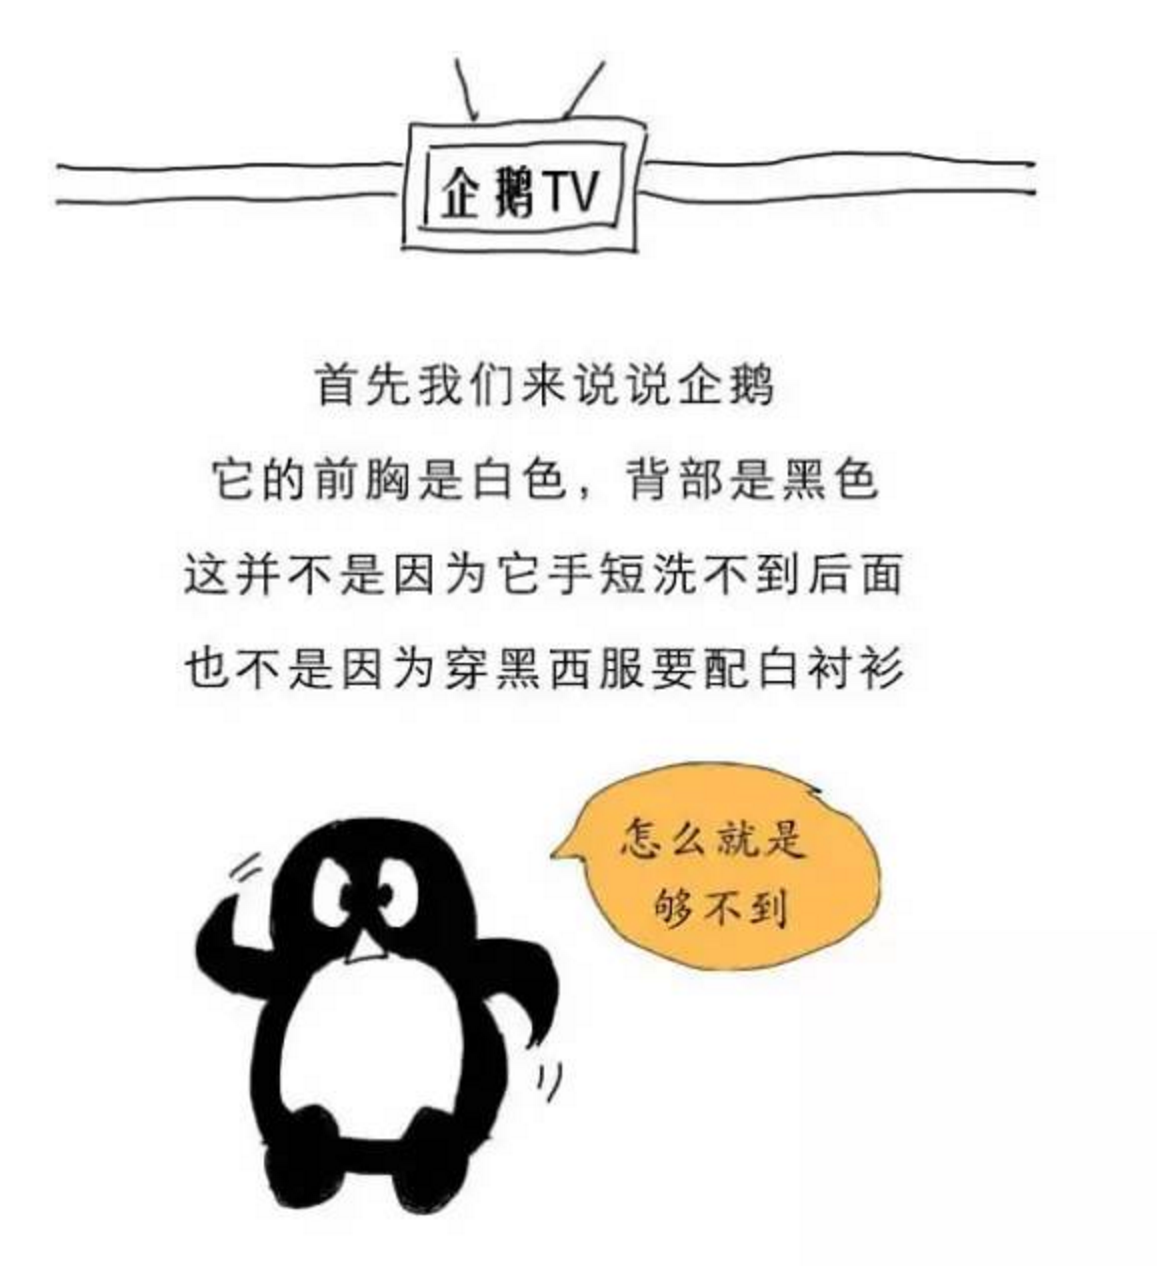 企鹅TV
首先我们来说说企鹅
它的前胸是白色，背部是黑色
这并不是因为它手短洗不到后面
也不是因为穿黑西服要配白衬衫
怎么就是
够不到